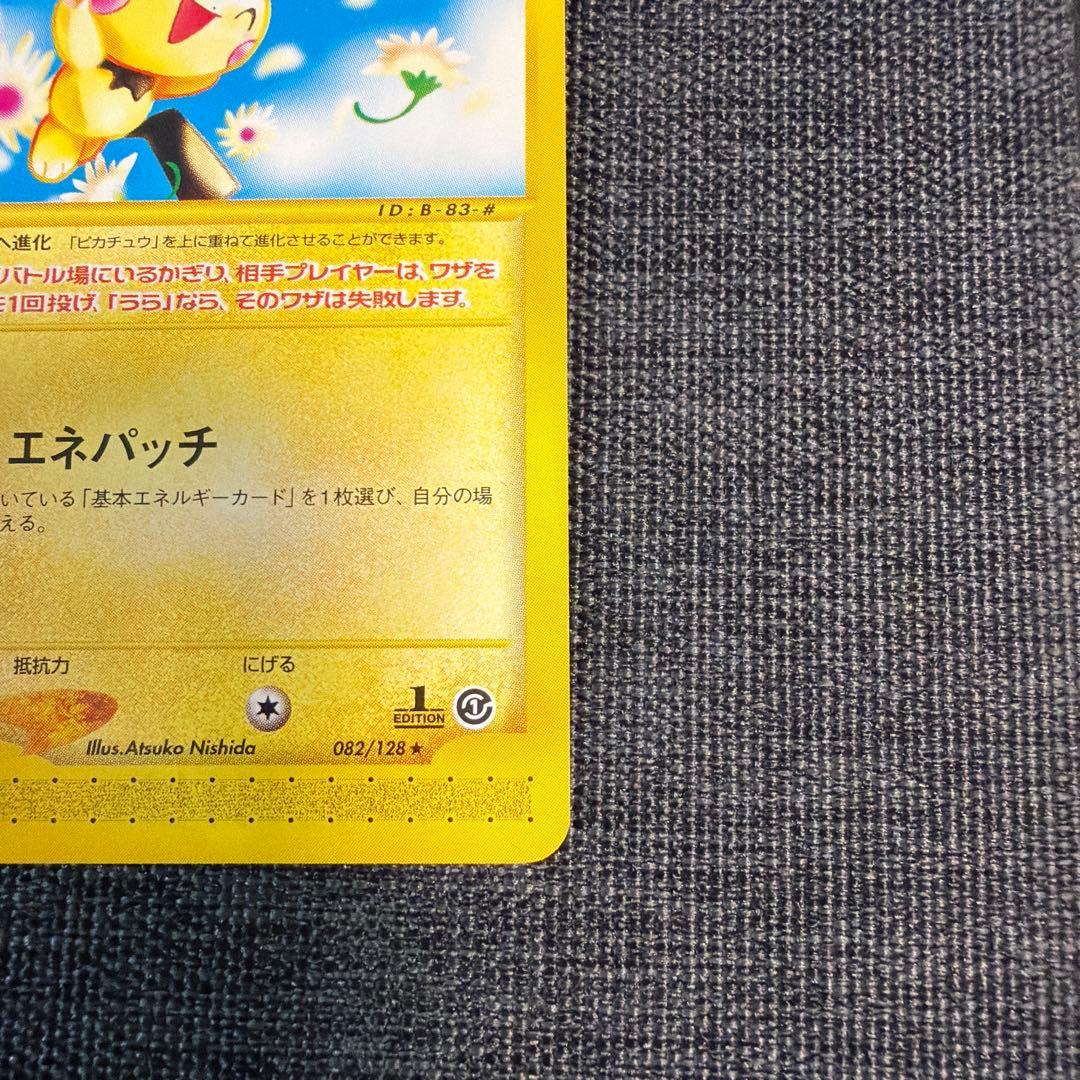 ID:B-83-#
へ進化 「ピカチュウ」を上に重ねて進化させることができます。
バトル場にいるかぎり、相手プレイヤーは、ワザを
を1回投げ、「うら」なら、そのワザは失敗します。
エネパッチ
いている「基本エネルギーカード」を1枚選び、自分の場
える。
抵抗力 にげる
1 EDITION 1
Illus.Atsuko Nishida 082/128★